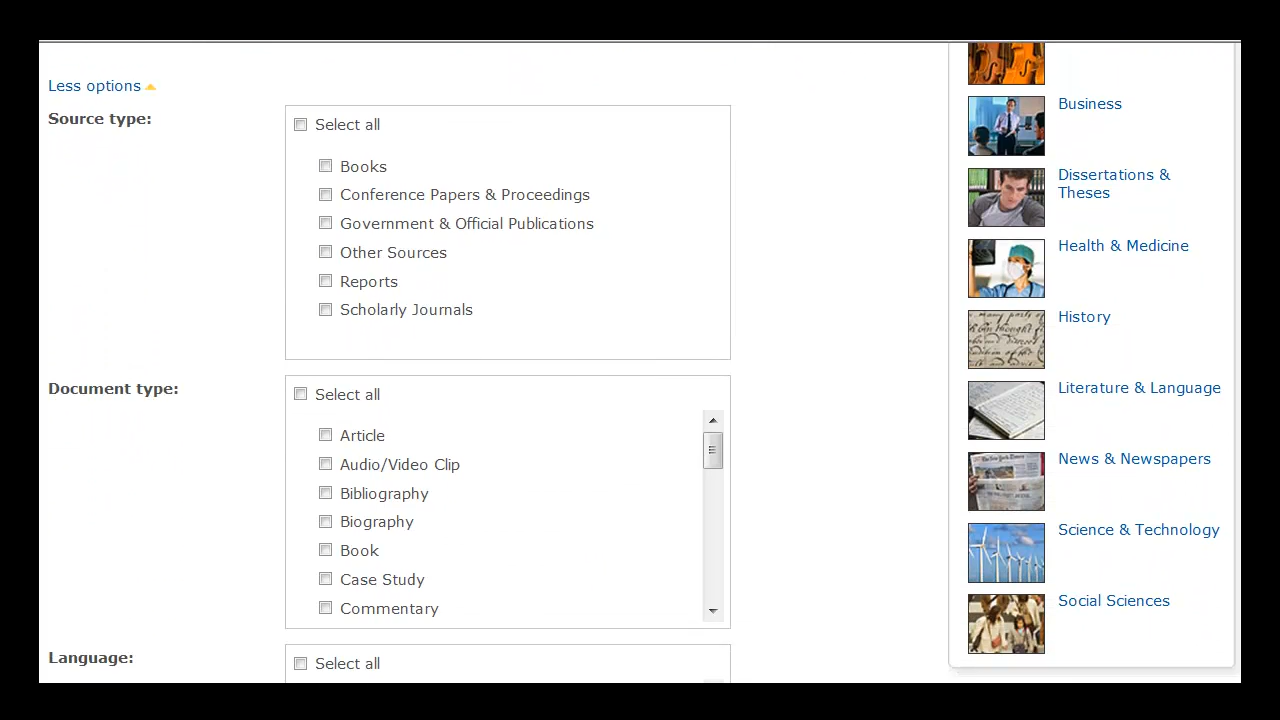 Less options
Source type:
Select all
Books
Conference Papers & Proceedings
Government & Official Publications
Other Sources
Reports
Scholarly Journals
Document type:
Select all
Article
Audio/Video Clip
Bibliography
Biography
Book
Case Study
Commentary
Language:
Select all
Business
Dissertations &
Theses
Health & Medicine
History
Literature & Language
News & Newspapers
Science & Technology
Social Sciences